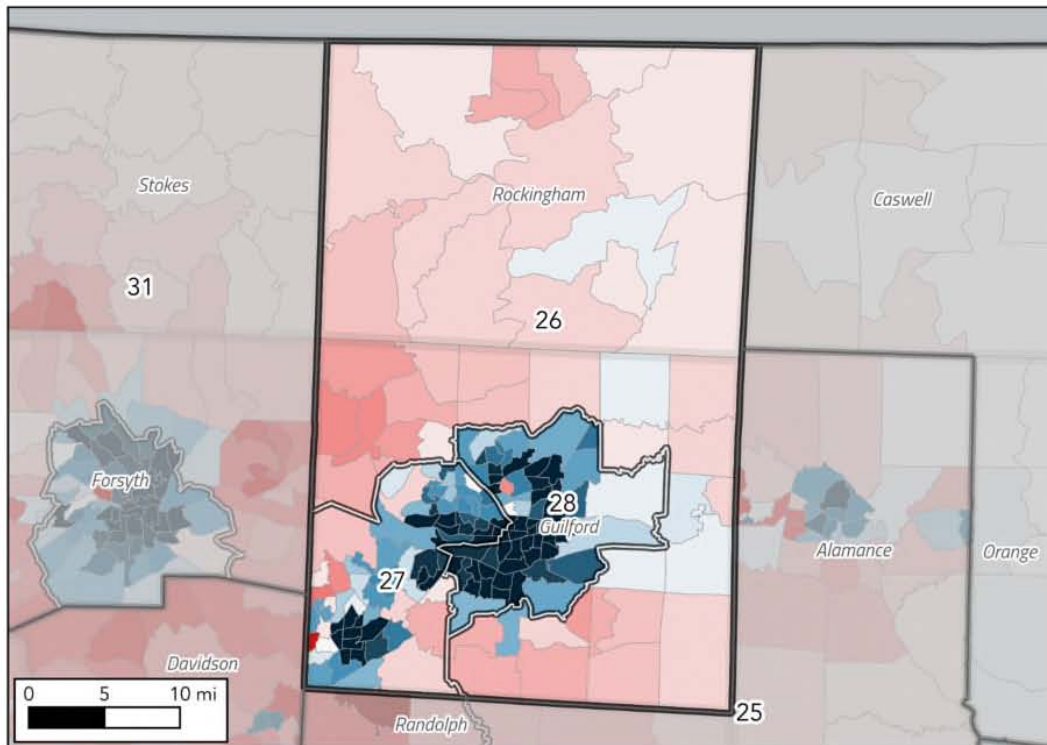 Stokes
Rockingham
Caswell
31
26
Forsyth
28
Guilford
Alamance
Orange
27
Davidson
0 5 10 mi
25
Randolph